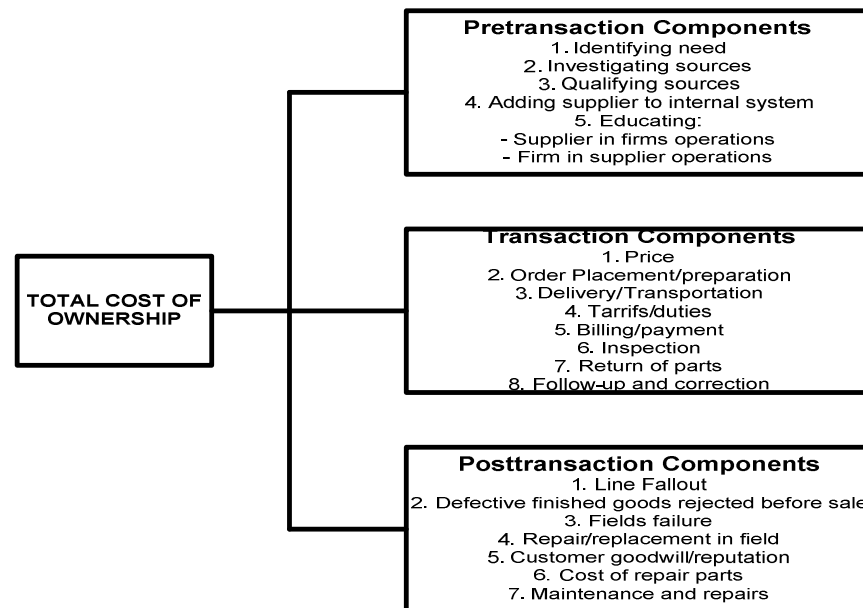 TOTAL COST OF
OWNERSHIP
Pretransaction Components
1. Identifying need
2. Investigating sources
3. Qualifying sources
4. Adding supplier to internal system
5. Educating:
- Supplier in firms operations
- Firm in supplier operations
Transaction Components
1. Price
2. Order Placement/preparation
3. Delivery/Transportation
4. Tarrifs/duties
5. Billing/payment
6. Inspection
7. Return of parts
8. Follow-up and correction
Posttransaction Components
1. Line Fallout
2. Defective finished goods rejected before sale
3. Fields failure
4. Repair/replacement in field
5. Customer goodwill/reputation
6. Cost of repair parts
7. Maintenance and repairs